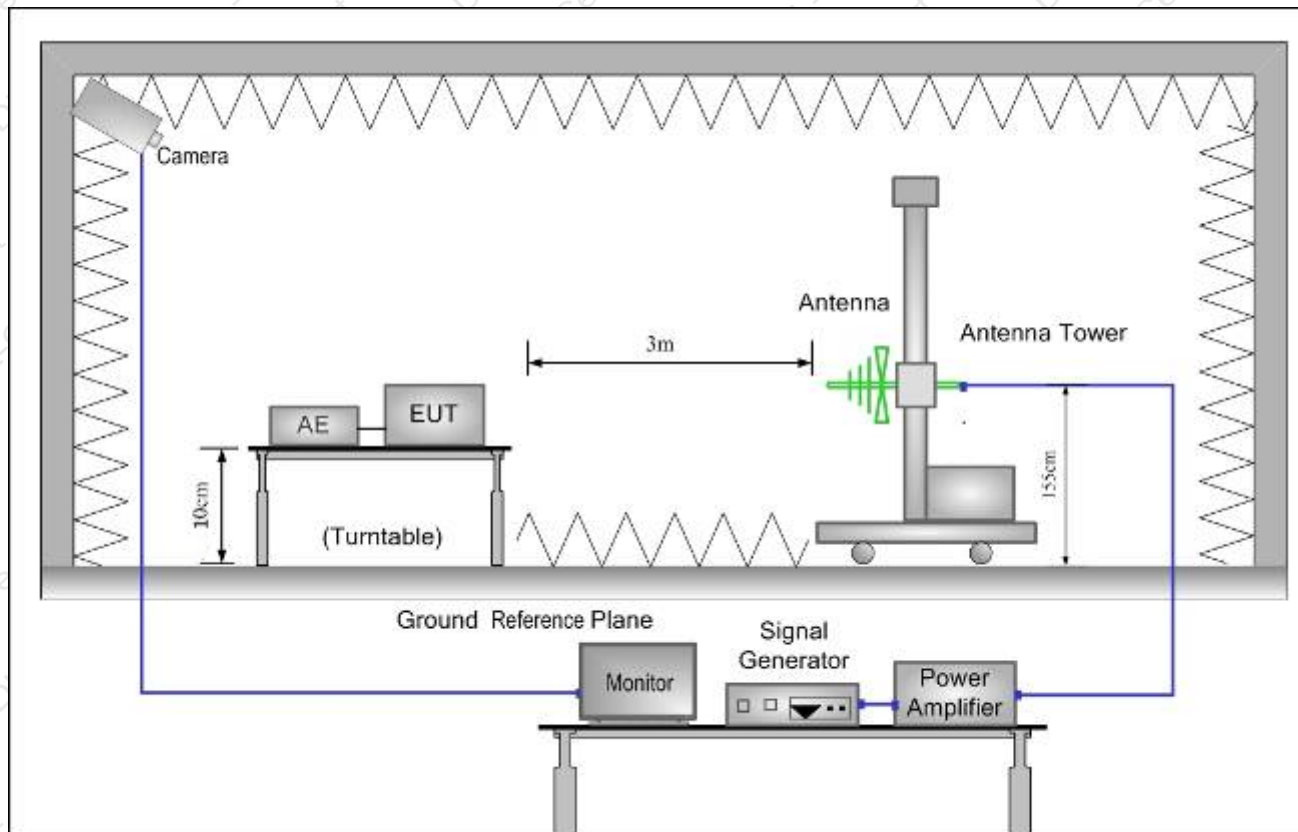 Camera
Antenna
Antenna Tower
3m
AE
EUT
10cm
155cm
(Turntable)
Ground Reference Plane
Signal
Generator
Monitor
Power
Amplifier